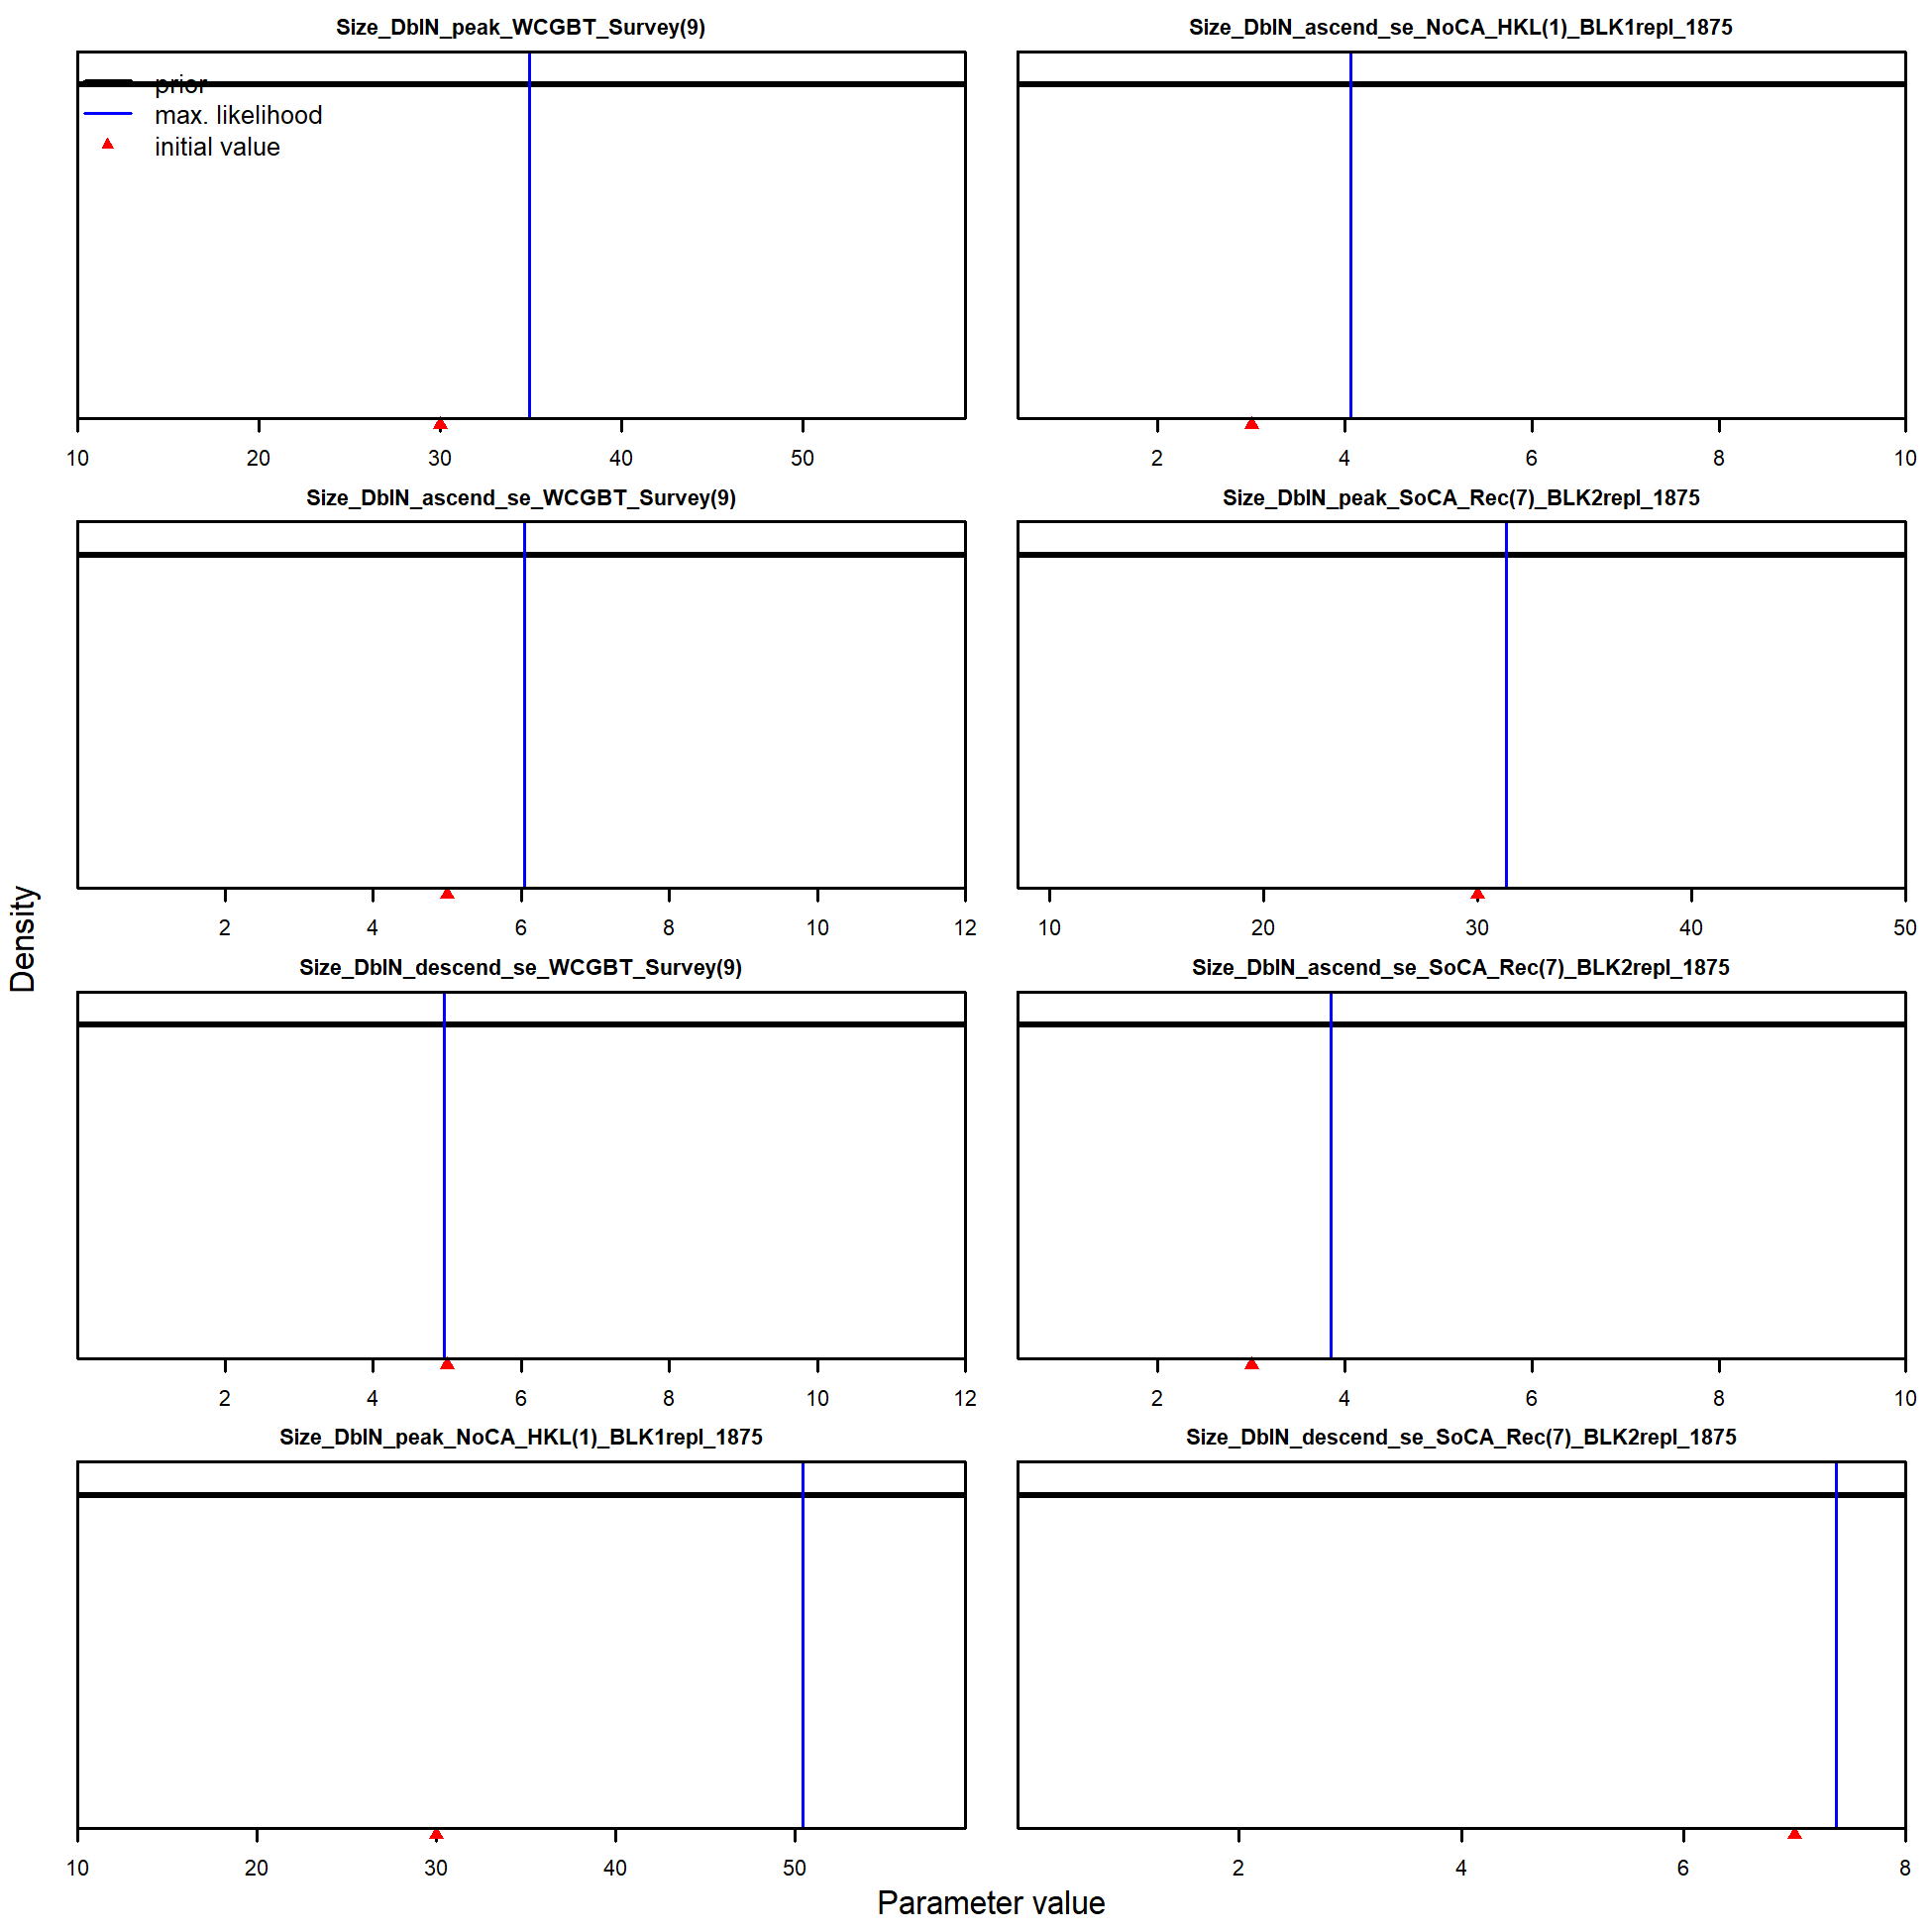 Size_DblN_peak_WCGBT_Survey(9)
prior
max. likelihood
initial value
10 20 30 40 50
Size_DblN_ascend_se_NoCA_HKL(1)_BLK1repl_1875
2 4 6 8 10
Size_DblN_ascend_se_WCGBT_Survey(9)
2 4 6 8 10 12
Size_DblN_peak_SoCA_Rec(7)_BLK2repl_1875
10 20 30 40 50
Size_DblN_descend_se_WCGBT_Survey(9)
2 4 6 8 10 12
Size_DblN_ascend_se_SoCA_Rec(7)_BLK2repl_1875
2 4 6 8 10
Size_DblN_peak_NoCA_HKL(1)_BLK1repl_1875
10 20 30 40 50
Size_DblN_descend_se_SoCA_Rec(7)_BLK2repl_1875
2 4 6 8
Density
Parameter value